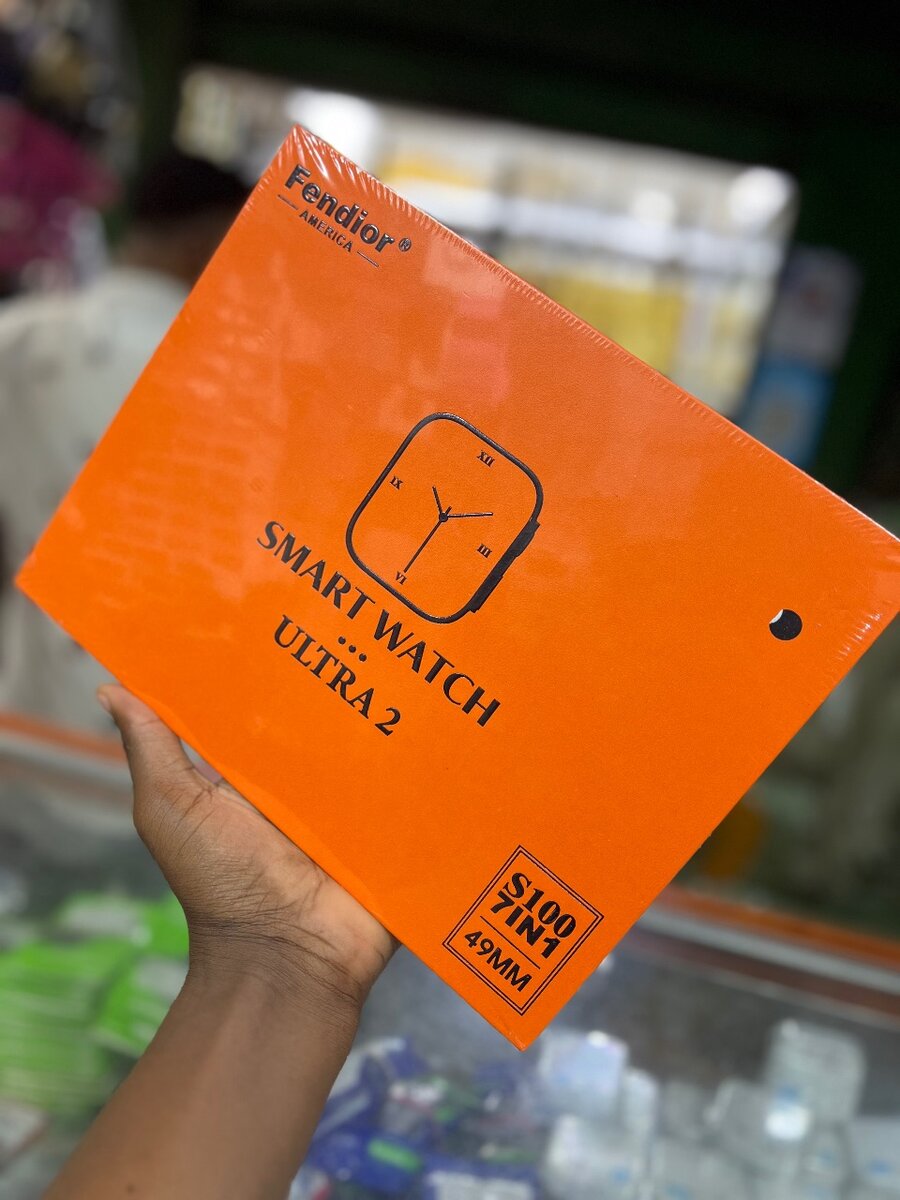 Fendior®
AMERICA
XII
IX
III
VI
SMART WATCH
...
ULTRA 2
S100
7IN1
49MM